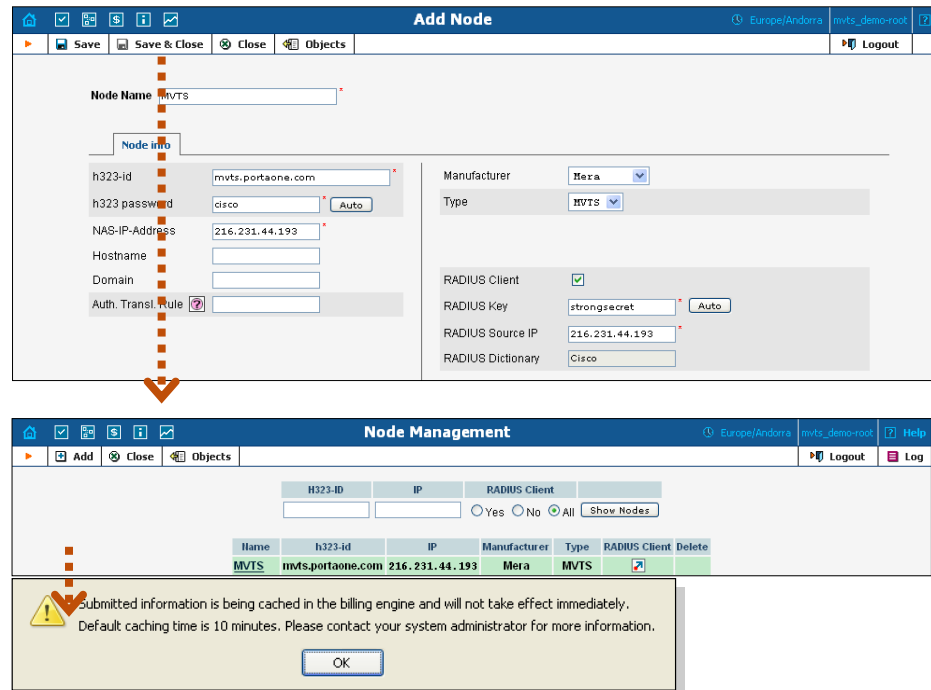 Add Node
Europe/Andorra
mvts_demo-root
?
Save
Save & Close
Close
Objects
Logout
Node Name MVTS *
Node info
h323-id mvts.portaone.com *
h323 password cisco * Auto
NAS-IP-Address 216.231.44.193 *
Hostname
Domain
Auth. Transl. Rule ?
Manufacturer Mera
Type MVTS
RADIUS Client
RADIUS Key strongsecret * Auto
RADIUS Source IP 216.231.44.193 *
RADIUS Dictionary Cisco
Node Management
Europe/Andorra
mvts_demo-root
? Help
Add
Close
Objects
Logout
Log
H323-ID IP RADIUS Client
Yes No All Show Nodes
Name h323-id IP Manufacturer Type RADIUS Client Delete
MVTS mvts.portaone.com 216.231.44.193 Mera MVTS
Submitted information is being cached in the billing engine and will not take effect immediately.
Default caching time is 10 minutes. Please contact your system administrator for more information.
OK